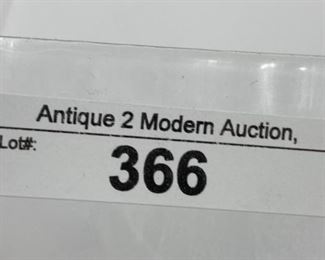 Antique 2 Modern Auction,
Lot#:
366